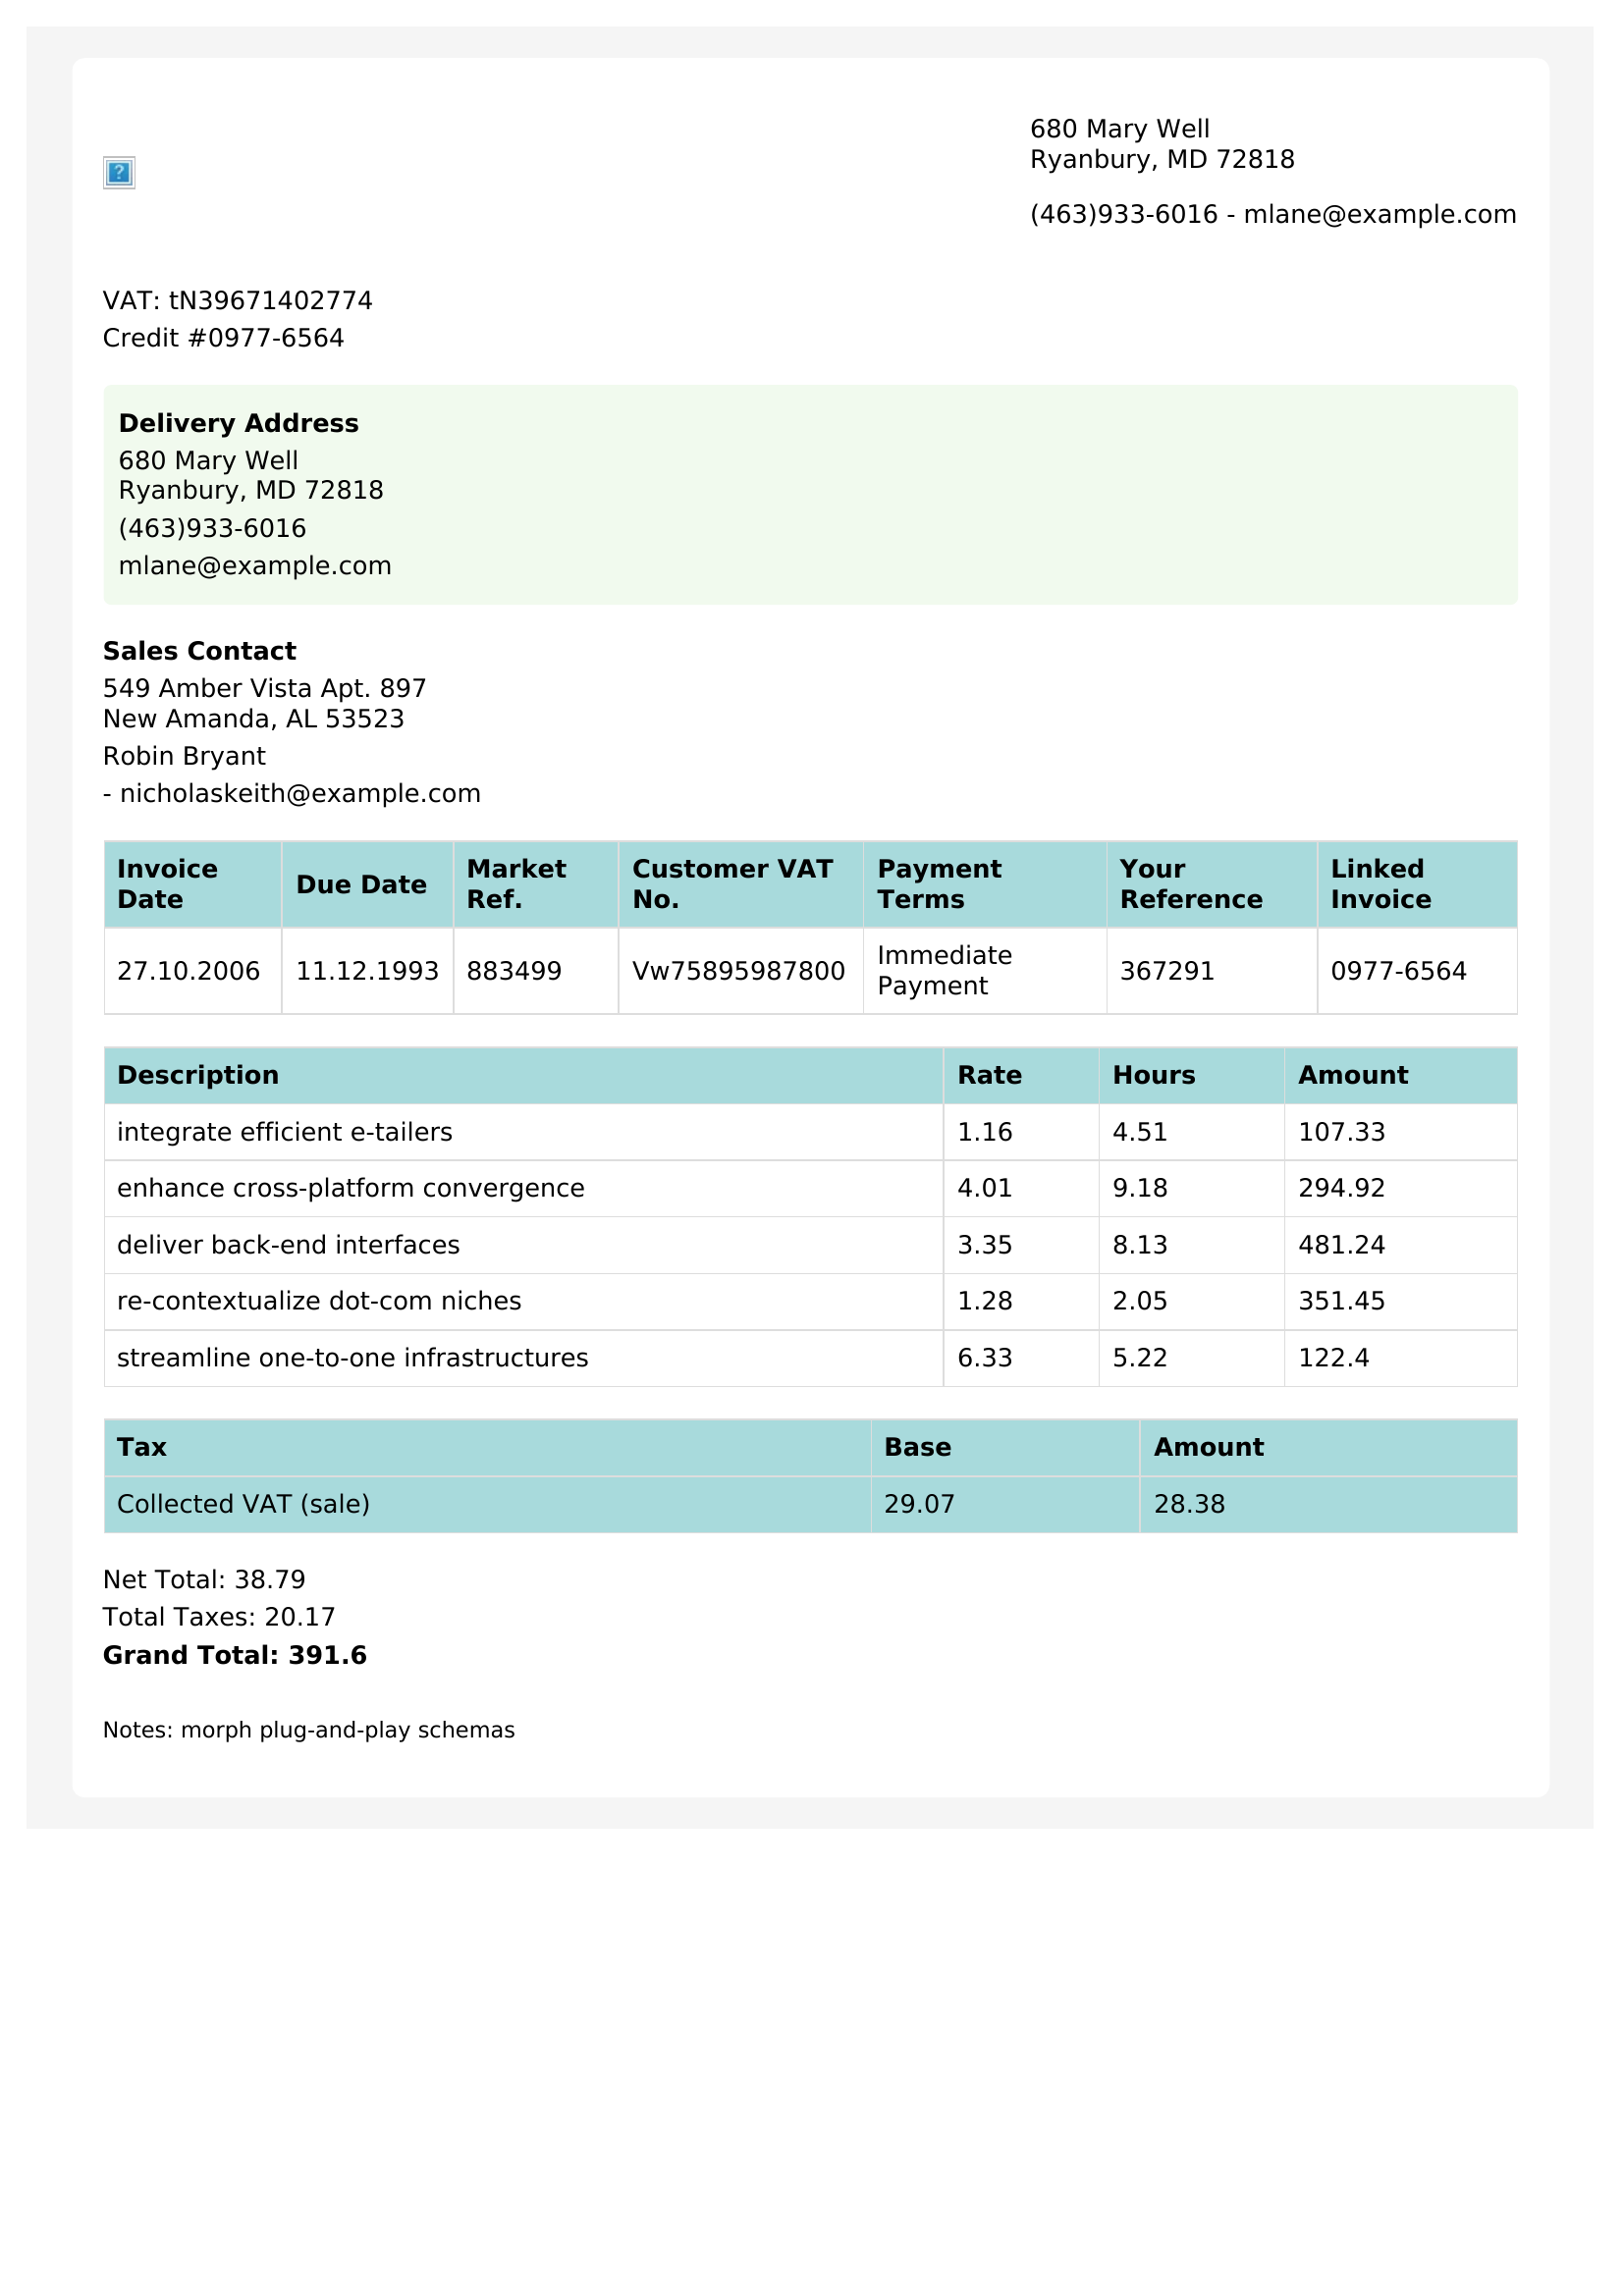 680 Mary Well
Ryanbury, MD 72818
(463)933-6016 - mlane@example.com
VAT: tN39671402774
Credit #0977-6564
Delivery Address
680 Mary Well
Ryanbury, MD 72818
(463)933-6016
mlane@example.com
Sales Contact
549 Amber Vista Apt. 897
New Amanda, AL 53523
Robin Bryant
- nicholaskeith@example.com
Invoice Date Due Date Market Ref. Customer VAT No. Payment Terms Your Reference Linked Invoice
27.10.2006 11.12.1993 883499 Vw75895987800 Immediate Payment 367291 0977-6564
Description Rate Hours Amount
integrate efficient e-tailers 1.16 4.51 107.33
enhance cross-platform convergence 4.01 9.18 294.92
deliver back-end interfaces 3.35 8.13 481.24
re-contextualize dot-com niches 1.28 2.05 351.45
streamline one-to-one infrastructures 6.33 5.22 122.4
Tax Base Amount
Collected VAT (sale) 29.07 28.38
Net Total: 38.79
Total Taxes: 20.17
Grand Total: 391.6
Notes: morph plug-and-play schemas